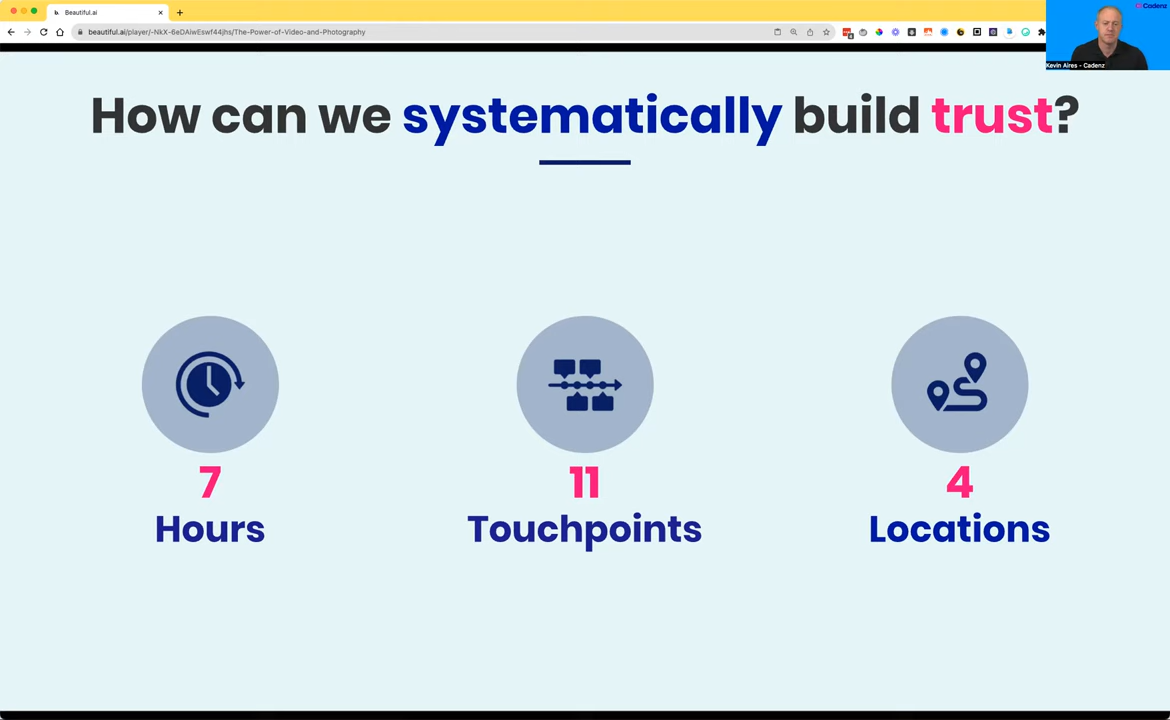 Beautiful.ai
beautiful.ai/player/-NkX-6eDAiwEswf44jhs/The-Power-of-Video-and-Photography
Cadenz
Kevin Aires - Cadenz
How can we systematically build trust?
7
Hours
11
Touchpoints
4
Locations